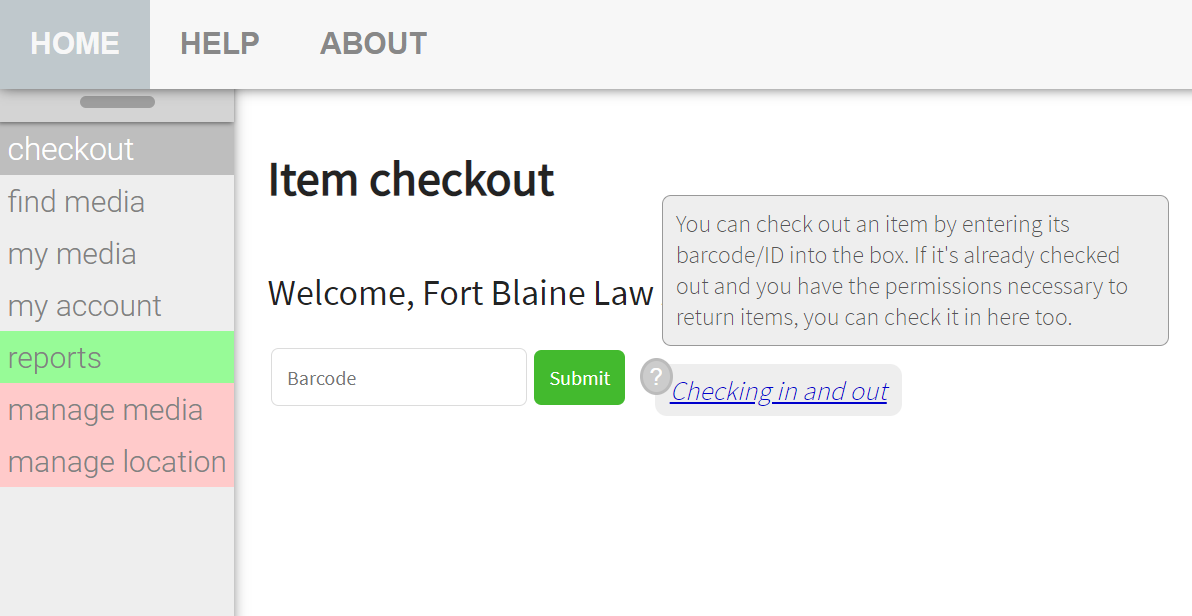 HOME HELP ABOUT
checkout
find media
my media
my account
reports
manage media
manage location
Item checkout
Welcome, Fort Blaine Law
You can check out an item by entering its
barcode/ID into the box. If it's already checked
out and you have the permissions necessary to
return items, you can check it in here too.
Barcode Submit ?
Checking in and out